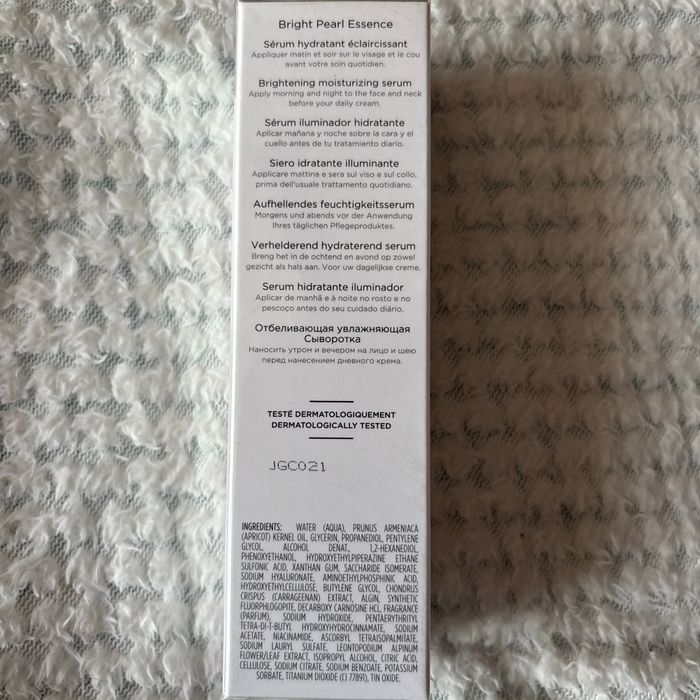 Bright Pearl Essence
Sérum hydratant éclaircissant
Appliquer matin et soir sur le visage et le cou
avant votre soin quotidien.
Brightening moisturizing serum
Apply morning and night to the face and neck
before your daily cream.
Sérum iluminador hidratante
Aplicar mañana y noche sobre la cara y el
cuello antes de tu tratamiento diario.
Siero idratante illuminante
Applicare mattina e sera sul viso e sul collo,
prima dell'usuale trattamento quotidiano.
Aufhellendes feuchtigkeitsserum
Morgens und abends vor der Anwendung
Ihres täglichen Pflegeproduktes.
Verhelderend hydraterend serum
Breng het in de ochtend en avond op zowel
gezicht als hals aan. Voor uw dagelijkse creme.
Serum hidratante iluminador
Aplicar de manhã e à noite no rosto e no
pescoço antes do seu cuidado diário.
Отбеливающая увлажняющая
Сыворотка
Наносить утром и вечером на лицо и шею
перед нанесением дневного крема.
TESTÉ DERMATOLOGIQUEMENT
DERMATOLOGICALLY TESTED
JGC021
INGREDIENTS: WATER (AQUA), PRUNUS ARMENIACA
(APRICOT) KERNEL OIL, GLYCERIN, PROPANEDIOL, PENTYLENE
GLYCOL, ALCOHOL DENAT., 1,2-HEXANEDIOL,
PHENOXYETHANOL, HYDROXYETHYLPIPERAZINE ETHANE
SULFONIC ACID, XANTHAN GUM, SACCHARIDE ISOMERATE,
SODIUM HYALURONATE, AMINOETHYLPHOSPHINIC ACID,
HYDROXYETHYLCELLULOSE, BUTYLENE GLYCOL, CHONDRUS
CRISPUS (CARRAGEENAN) EXTRACT, ALGIN, SYNTHETIC
FLUORPHLOGOPITE, DECARBOXY CARNOSINE HCL, FRAGRANCE
(PARFUM), SODIUM HYDROXIDE, PENTAERYTHRITYL
TETRA-DI-T-BUTYL HYDROXYHYDROCINNAMATE, SODIUM
ACETATE, NIACINAMIDE, ASCORBYL TETRAISOPALMITATE,
SODIUM LAURYL SULFATE, LEONTOPODIUM ALPINUM
FLOWER/LEAF EXTRACT, ISOPROPYL ALCOHOL, CITRIC ACID,
CELLULOSE, SODIUM CITRATE, SODIUM BENZOATE, POTASSIUM
SORBATE, TITANIUM DIOXIDE (CI 77891), TIN OXIDE.